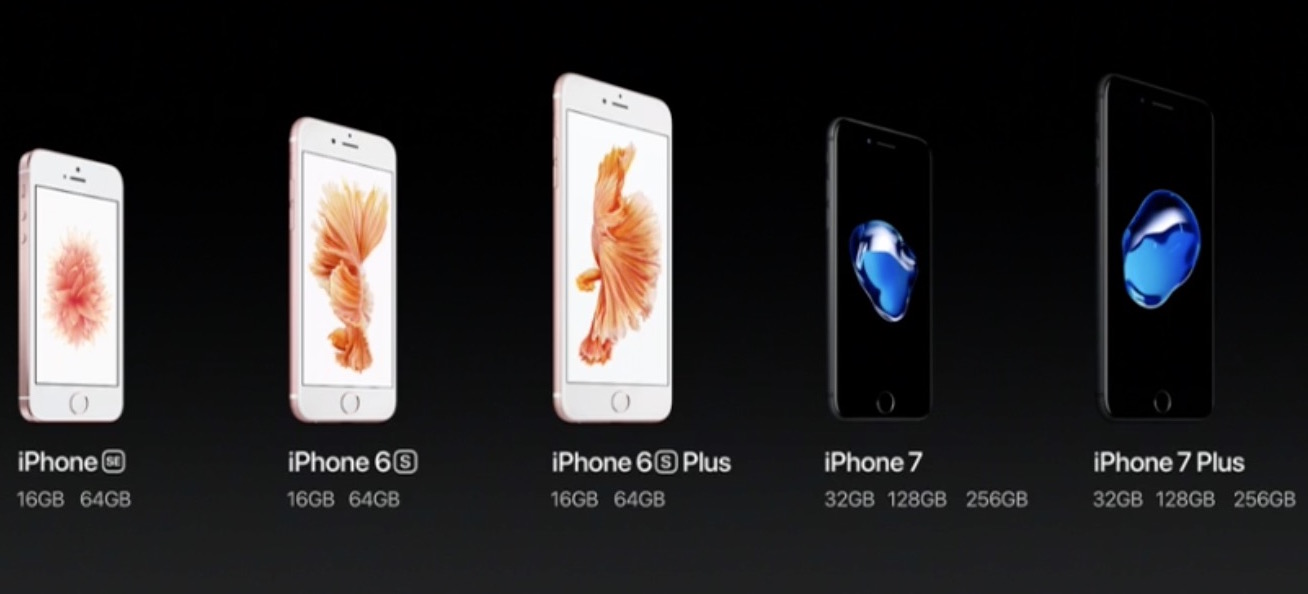 iPhone SE
16GB 64GB
iPhone 6S
16GB 64GB
iPhone 6S Plus
16GB 64GB
iPhone 7
32GB 128GB 256GB
iPhone 7 Plus
32GB 128GB 256GB